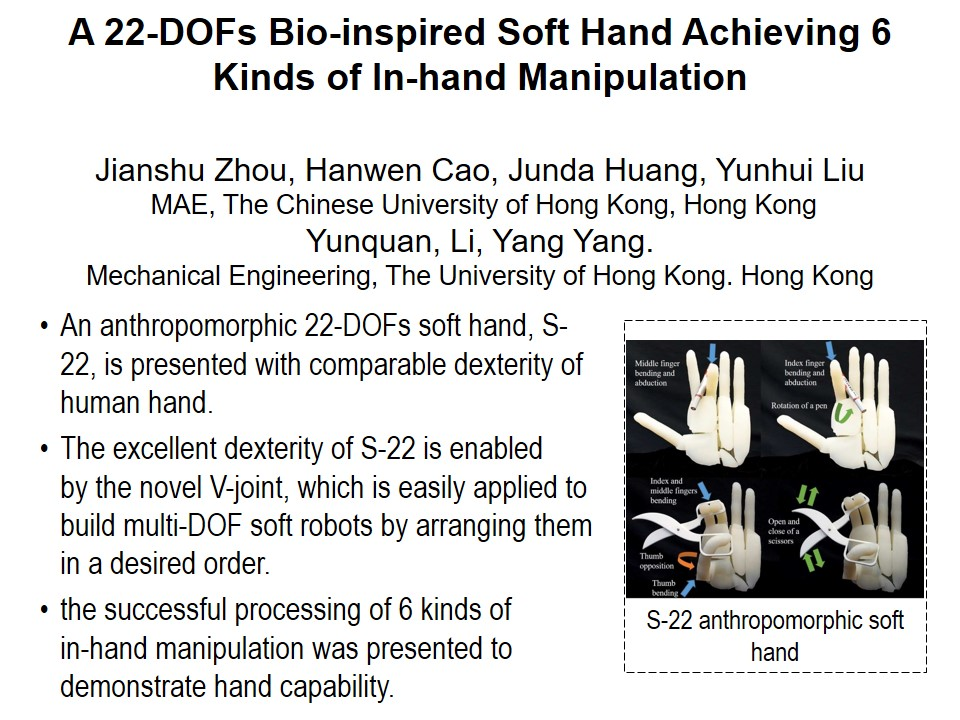 A 22-DOFs Bio-inspired Soft Hand Achieving 6
Kinds of In-hand Manipulation
Jianshu Zhou, Hanwen Cao, Junda Huang, Yunhui Liu
MAE, The Chinese University of Hong Kong, Hong Kong
Yunquan, Li, Yang Yang.
Mechanical Engineering, The University of Hong Kong. Hong Kong
• An anthropomorphic 22-DOFs soft hand, S-
22, is presented with comparable dexterity of
human hand.
• The excellent dexterity of S-22 is enabled
by the novel V-joint, which is easily applied to
build multi-DOF soft robots by arranging them
in a desired order.
• the successful processing of 6 kinds of
in-hand manipulation was presented to
demonstrate hand capability.
Middle finger
bending and
abduction
Index finger
bending and
abduction
Rotation of a pen
Index and
middle fingers
bending
Thumb
opposition
Thumb
bending
Open and
close of a
scissors
S-22 anthropomorphic soft
hand